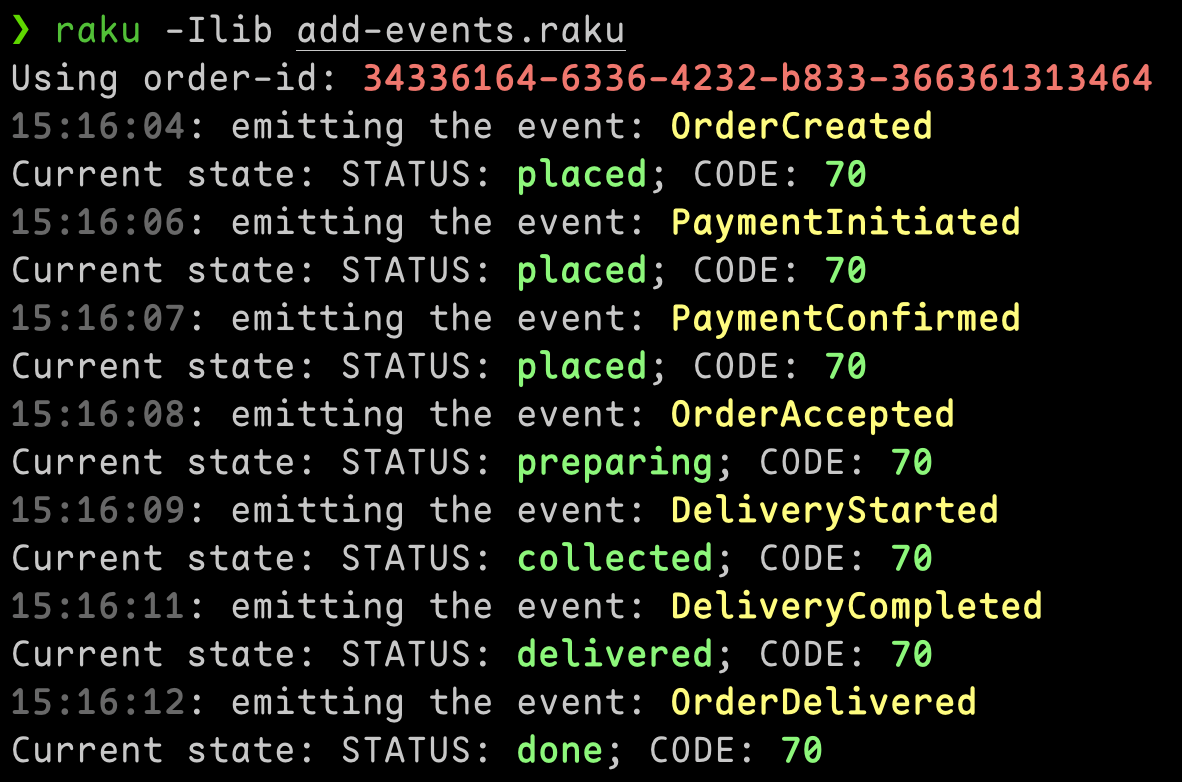 ❯ raku -Ilib add-events.raku
Using order-id: 34336164-6336-4232-b833-366361313464
15:16:04: emitting the event: OrderCreated
Current state: STATUS: placed; CODE: 70
15:16:06: emitting the event: PaymentInitiated
Current state: STATUS: placed; CODE: 70
15:16:07: emitting the event: PaymentConfirmed
Current state: STATUS: placed; CODE: 70
15:16:08: emitting the event: OrderAccepted
Current state: STATUS: preparing; CODE: 70
15:16:09: emitting the event: DeliveryStarted
Current state: STATUS: collected; CODE: 70
15:16:11: emitting the event: DeliveryCompleted
Current state: STATUS: delivered; CODE: 70
15:16:12: emitting the event: OrderDelivered
Current state: STATUS: done; CODE: 70